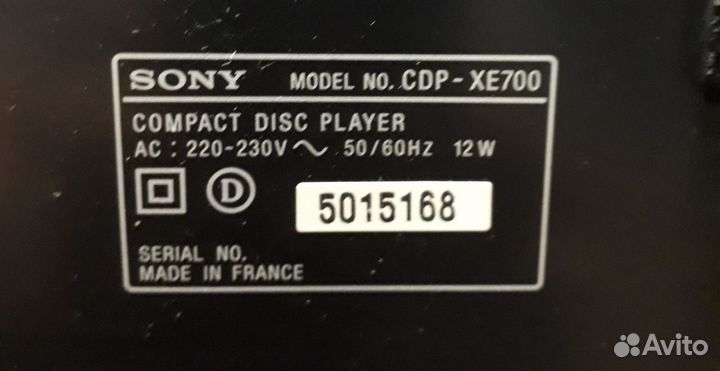 SONY MODEL NO. CDP-XE700
COMPACT DISC PLAYER
AC : 220-230V ~ 50/60Hz 12W
D 5015168
SERIAL NO.
MADE IN FRANCE
Avito